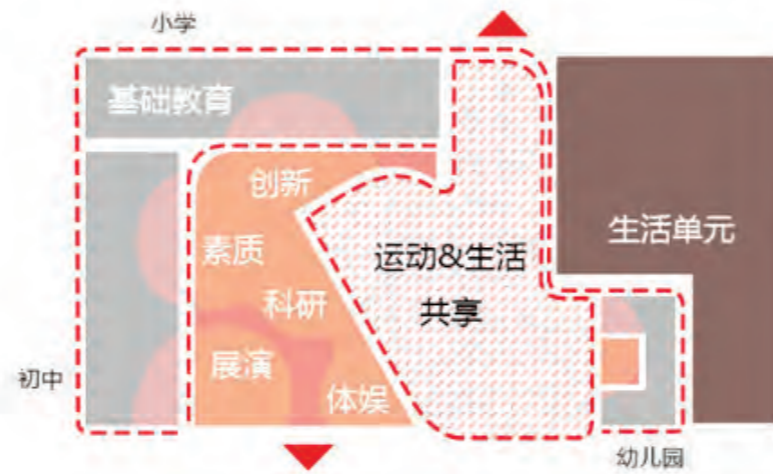 小学
基础教育
创新
素质
生活单元
运动&生活
共享
科研
展演
初中
体娱
幼儿园